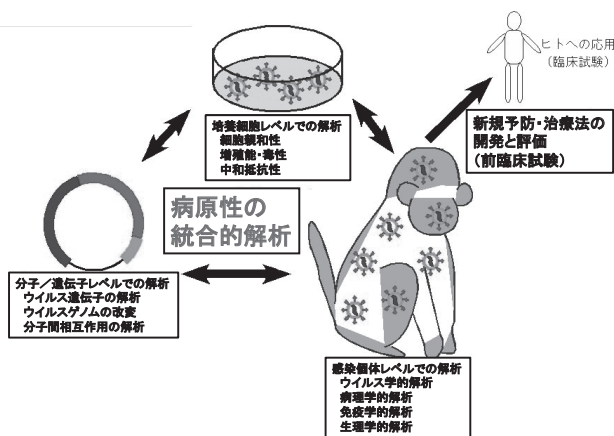 ヒトへの応用
(臨床試験)
新規予防・治療法の
開発と評価
(前臨床試験)
培養細胞レベルでの解析
細胞親和性
増殖能・毒性
中和抵抗性
病原性の
統合的解析
分子／遺伝子レベルでの解析
ウイルス遺伝子の解析
ウイルスゲノムの改変
分子間相互作用の解析
感染個体レベルでの解析
ウイルス学的解析
病理学的解析
免疫学的解析
生理学的解析